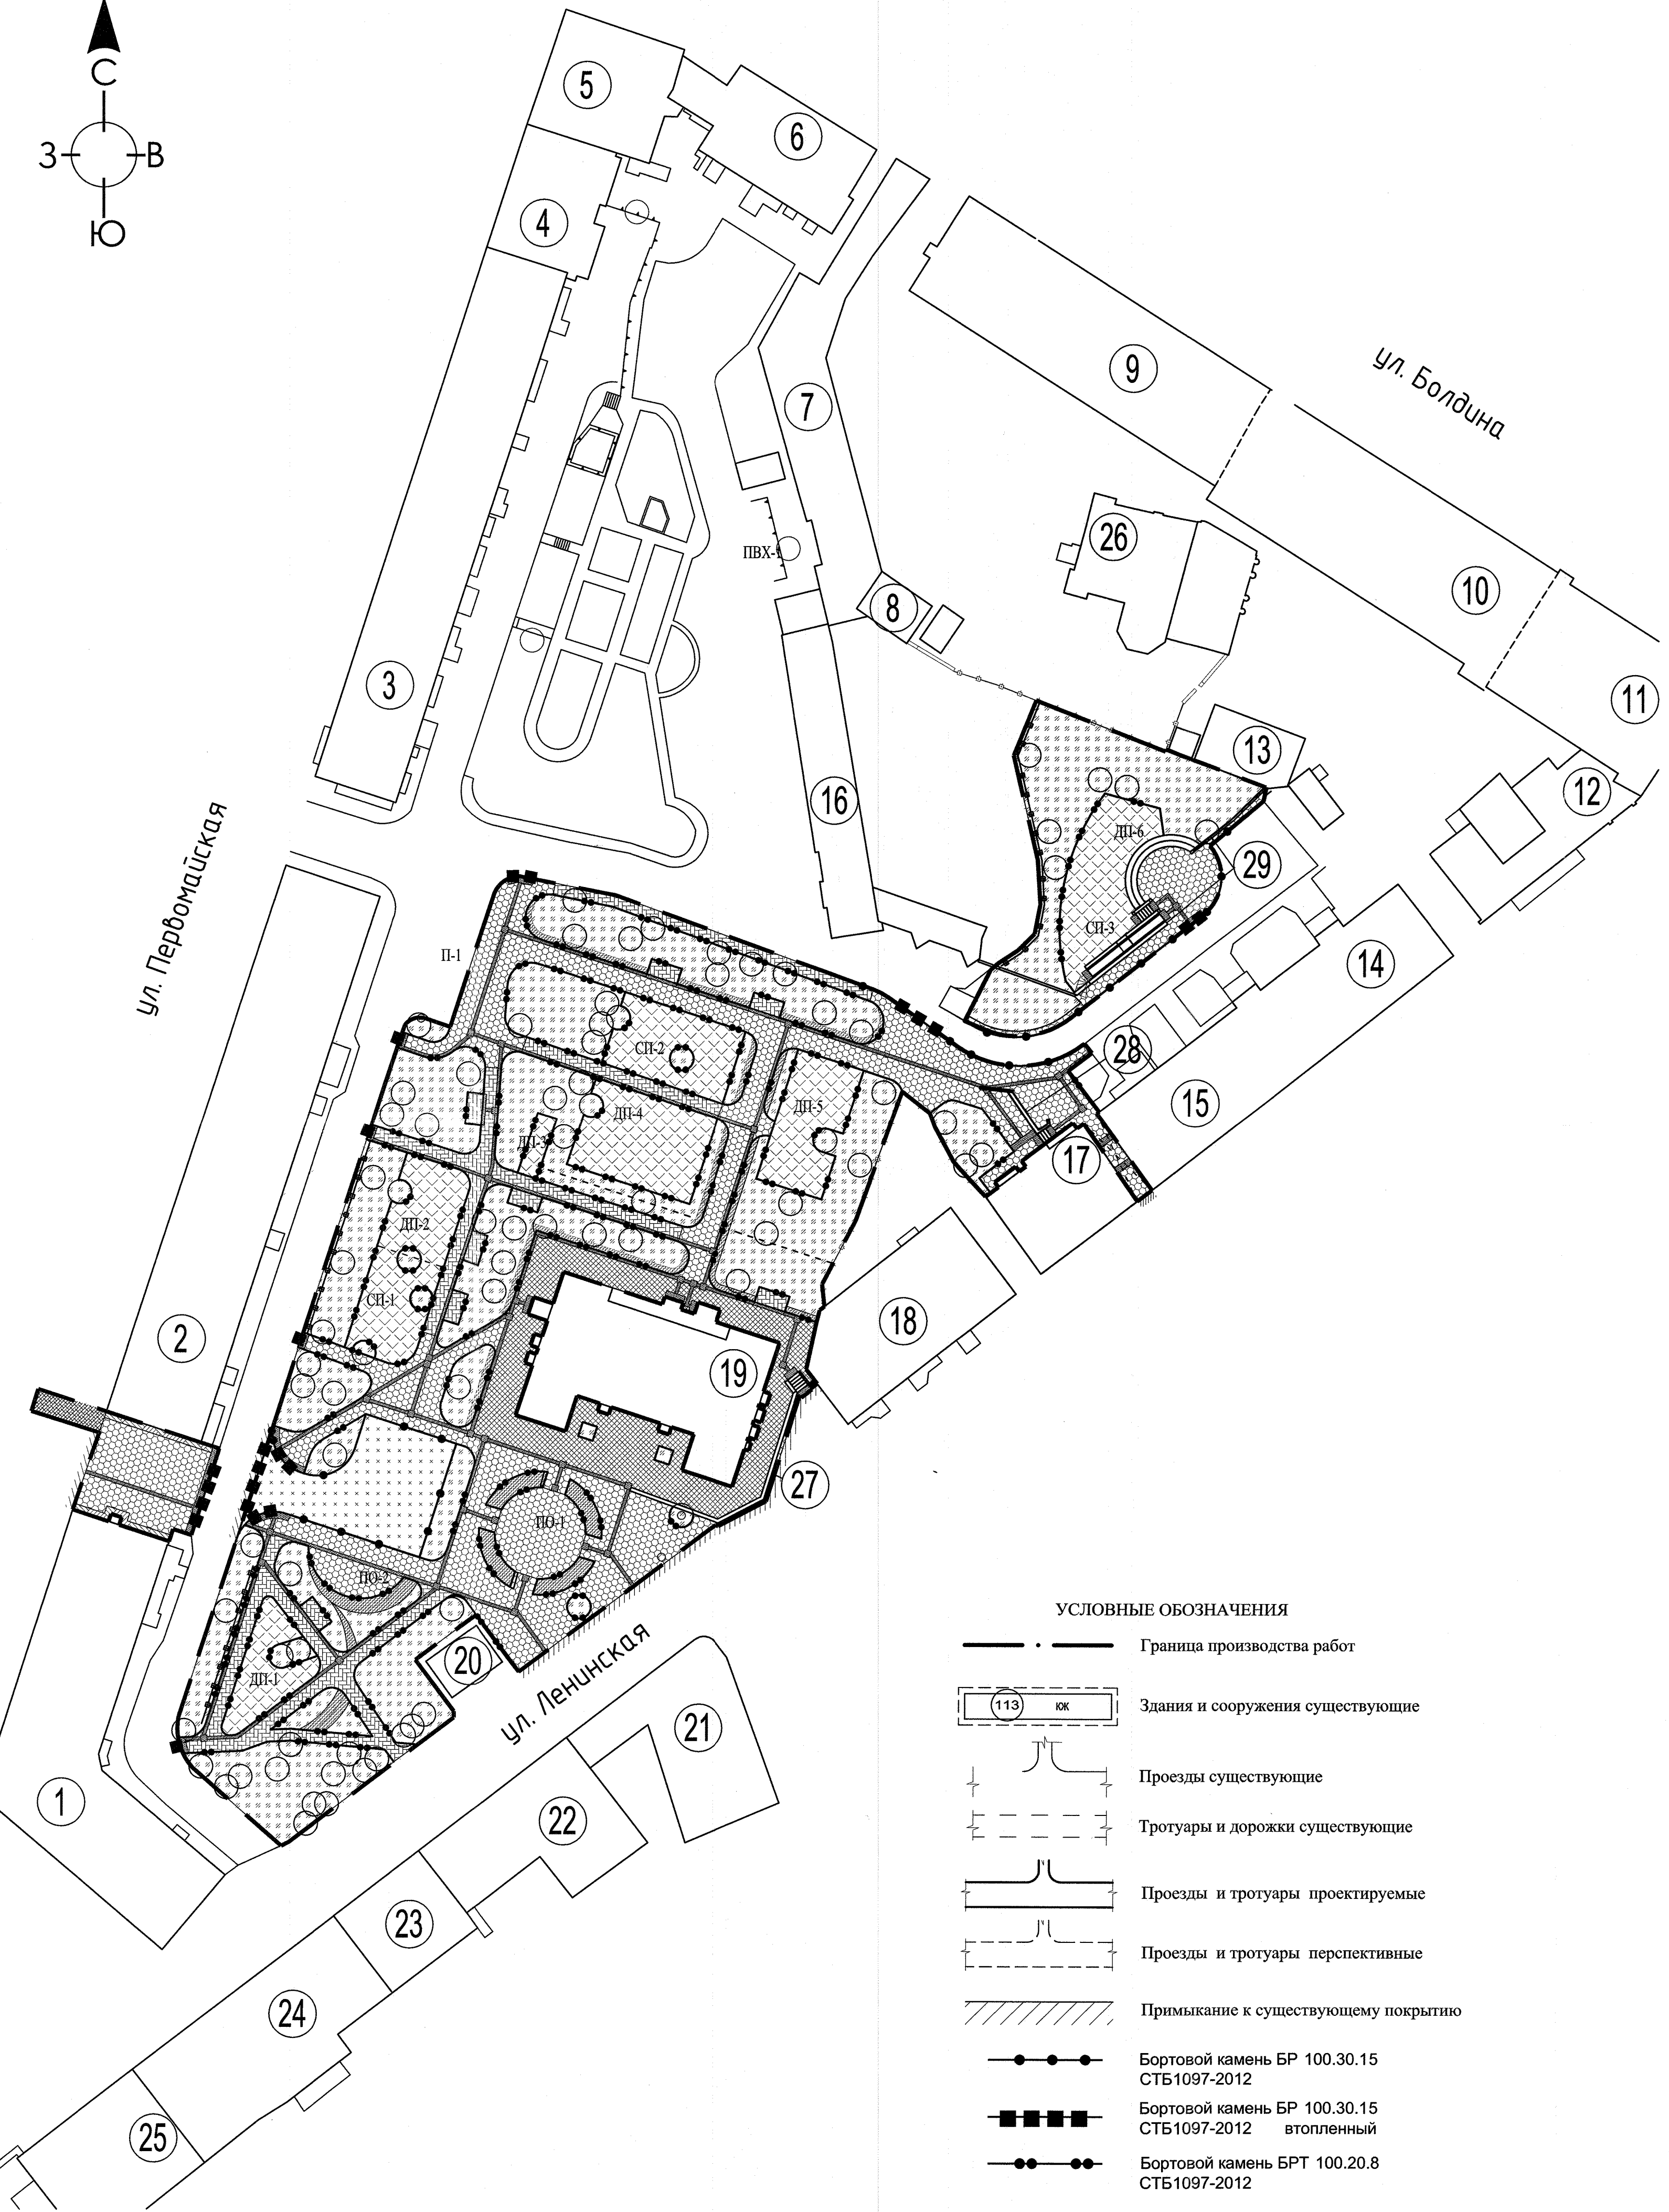 С
З
В
Ю
5
6
4
9
ул. Болдина
7
26
ПВХ-1
10
8
3
11
13
12
16
ул. Первомайская
ДП-6
29
СП-3
П-1
14
СП-2
28
15
ДП-5
ДП-4
ДП-3
17
ДП-2
СП-1
18
2
19
27
ПО-1
ПО-2
20
ДП-1
ул. Ленинская
21
1
22
23
24
25
УСЛОВНЫЕ ОБОЗНАЧЕНИЯ
Граница производства работ
113 юк
Здания и сооружения существующие
Проезды существующие
Тротуары и дорожки существующие
Проезды и тротуары проектируемые
Проезды и тротуары перспективные
Примыкание к существующему покрытию
Бортовой камень БР 100.30.15
СТБ1097-2012
Бортовой камень БР 100.30.15
СТБ1097-2012 втопленный
Бортовой камень БРТ 100.20.8
СТБ1097-2012